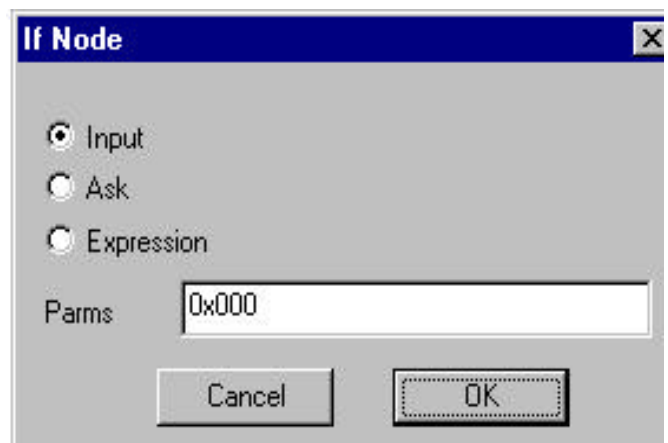 If Node
Input
Ask
Expression
Parms 0x000
Cancel OK